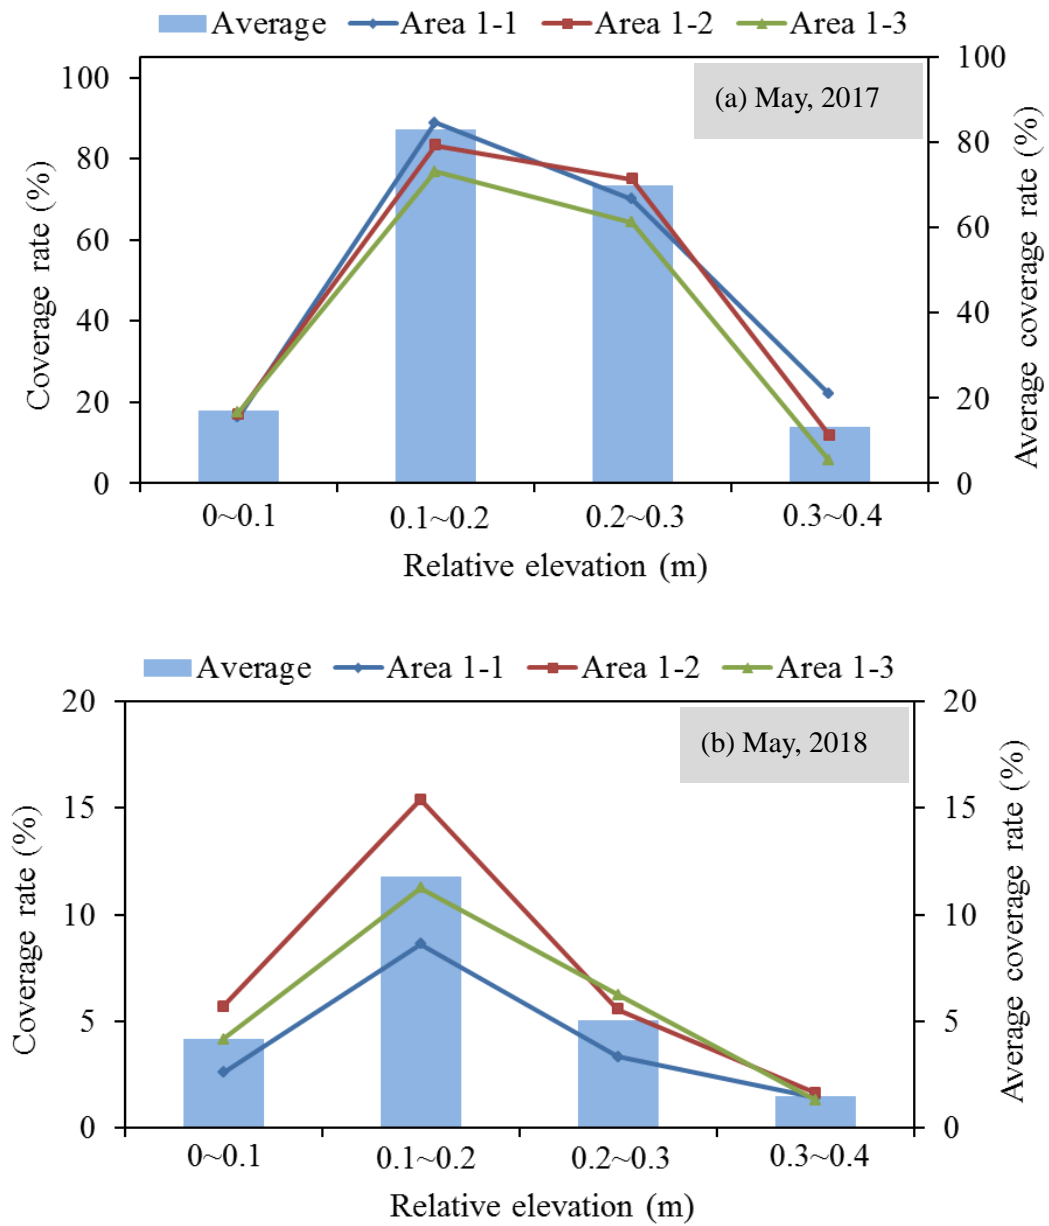 Average Area 1-1 Area 1-2 Area 1-3
(a) May, 2017
Coverage rate (%)
100
80
60
40
20
0
Average coverage rate (%)
100
80
60
40
20
0
0~0.1 0.1~0.2 0.2~0.3 0.3~0.4
Relative elevation (m)
Average Area 1-1 Area 1-2 Area 1-3
(b) May, 2018
Coverage rate (%)
20
15
10
5
0
Average coverage rate (%)
20
15
10
5
0
0~0.1 0.1~0.2 0.2~0.3 0.3~0.4
Relative elevation (m)